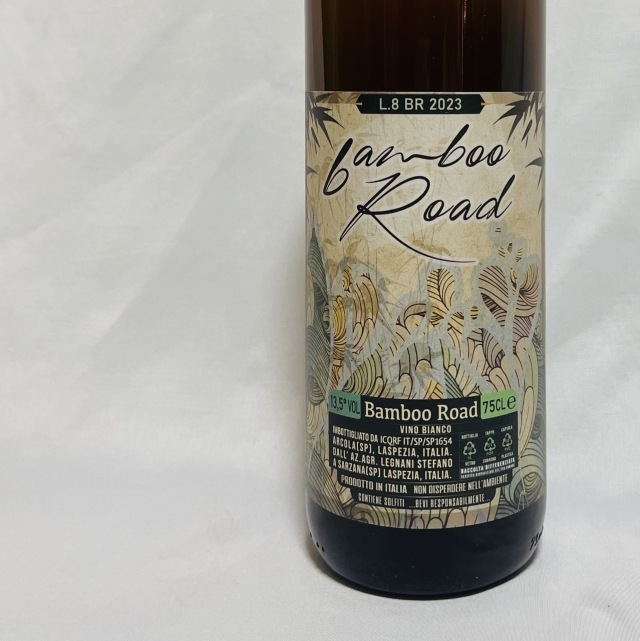 L.8 BR 2023
bamboo
Road
13,5° VOL
Bamboo Road
75CL e
VINO BIANCO
IMBOTTIGLIATO DA ICQRF IT/SP/SP1654
ARCOLA(SP), LASPEZIA, ITALIA.
DALL' AZ.AGR. LEGNANI STEFANO
A SARZANA(SP) LASPEZIA, ITALIA.
BOTTIGLIA TAPPO CAPSULA
VETRO SUGHERO PLASTICA
RACCOLTA DIFFERENZIATA
PRODOTTO IN ITALIA NON DISPERDERE NELL'AMBIENTE
CONTIENE SOLFITI ...BEVI RESPONSABILMENTE...